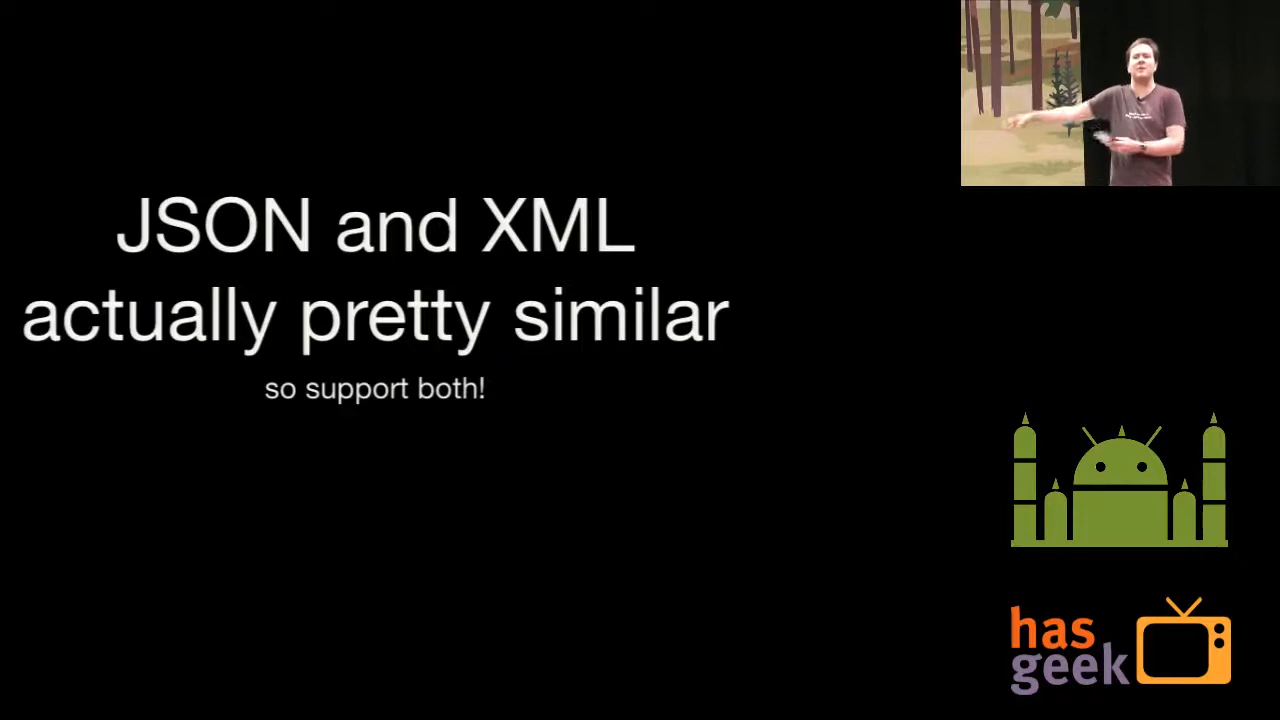 JSON and XML
actually pretty similar
so support both!
has
geek